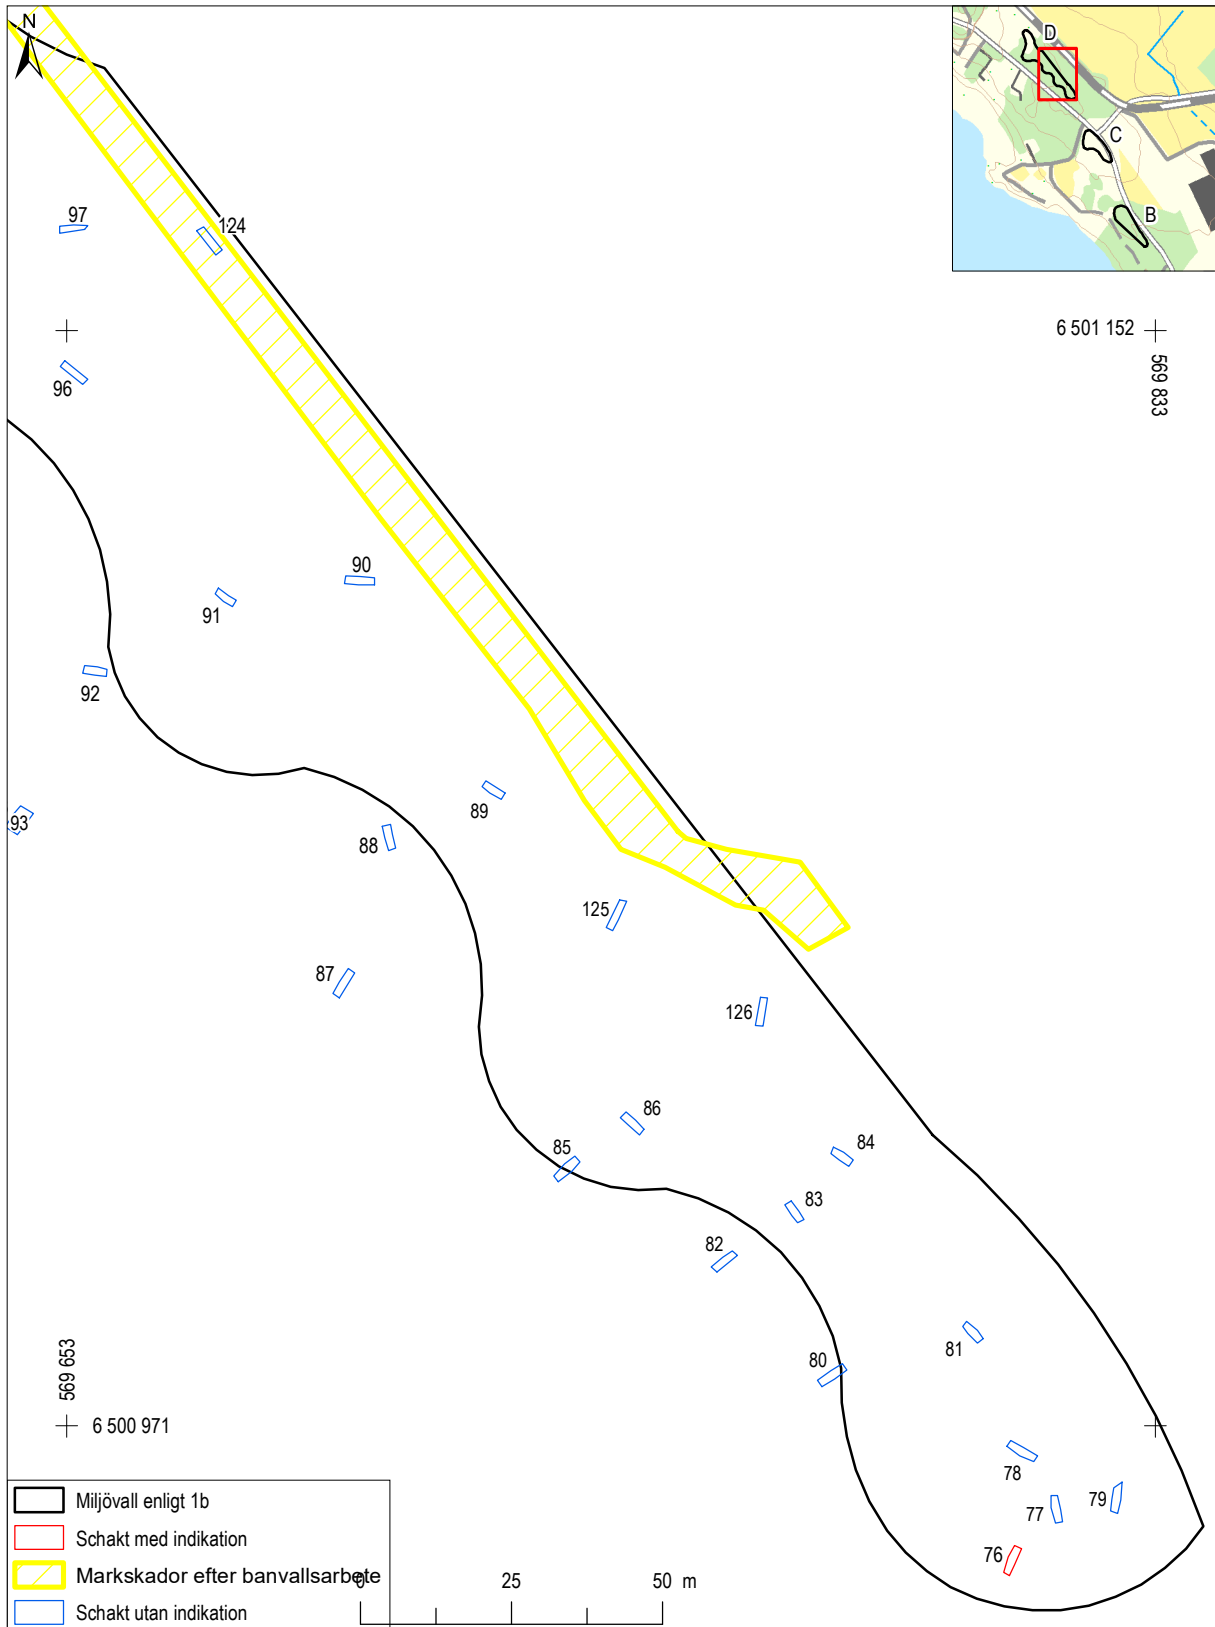 N
D
C
B
97
124
6 501 152
569 833
96
90
91
92
89
93
88
125
87
126
86
85
84
83
82
81
80
569 653
6 500 971
78
79
77
76
Miljövall enligt 1b
Schakt med indikation
Markskador efter banvallsarbete
Schakt utan indikation
0 25 50 m